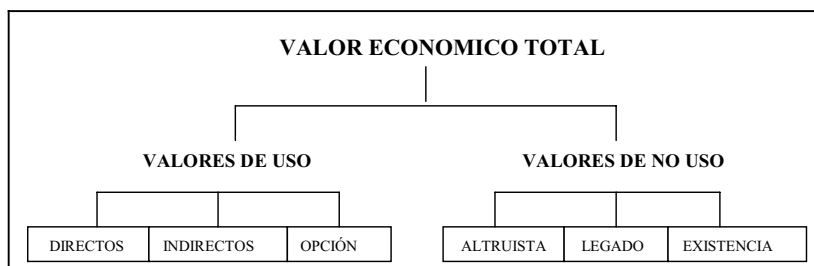 VALOR ECONOMICO TOTAL
VALORES DE USO
VALORES DE NO USO
DIRECTOS
INDIRECTOS
OPCIÓN
ALTRUISTA
LEGADO
EXISTENCIA